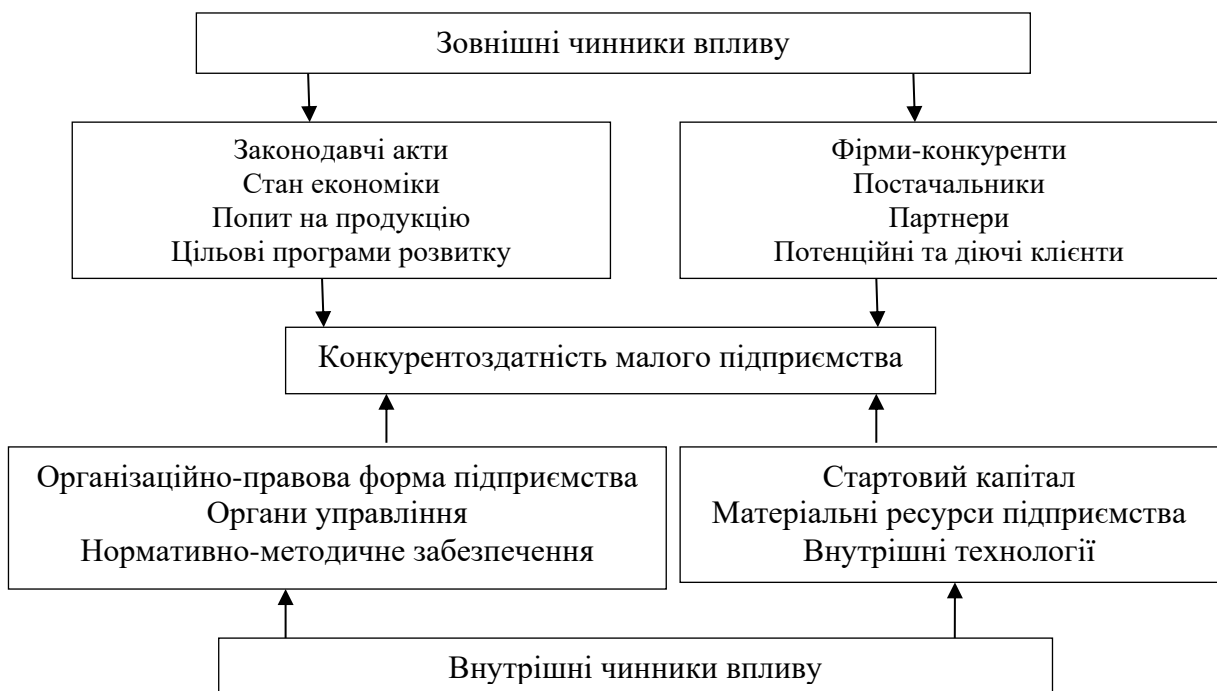 Зовнішні чинники впливу
Законодавчі акти
Стан економіки
Попит на продукцію
Цільові програми розвитку
Фірми-конкуренти
Постачальники
Партнери
Потенційні та діючі клієнти
Конкурентоздатність малого підприємства
Організаційно-правова форма підприємства
Органи управління
Нормативно-методичне забезпечення
Стартовий капітал
Матеріальні ресурси підприємства
Внутрішні технології
Внутрішні чинники впливу